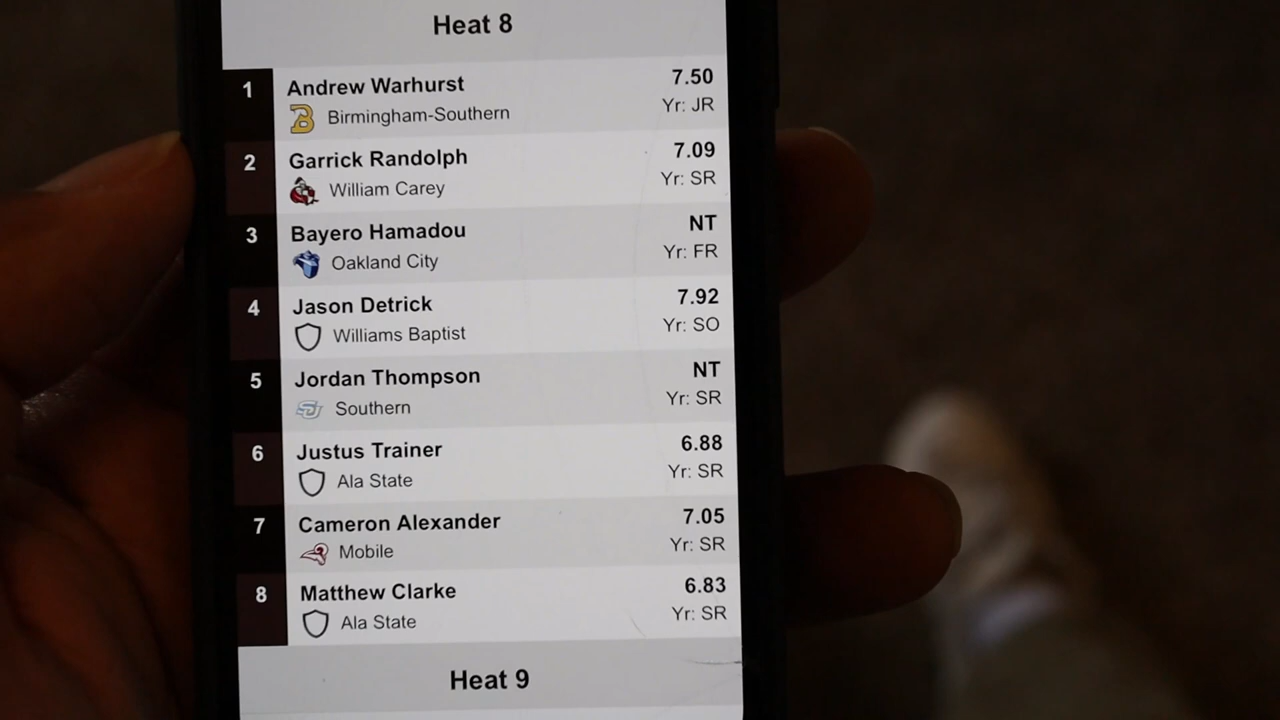 Heat 8
1 Andrew Warhurst 7.50
Birmingham-Southern Yr: JR
2 Garrick Randolph 7.09
William Carey Yr: SR
3 Bayero Hamadou NT
Oakland City Yr: FR
4 Jason Detrick 7.92
Williams Baptist Yr: SO
5 Jordan Thompson NT
Southern Yr: SR
6 Justus Trainer 6.88
Ala State Yr: SR
7 Cameron Alexander 7.05
Mobile Yr: SR
8 Matthew Clarke 6.83
Ala State Yr: SR
Heat 9